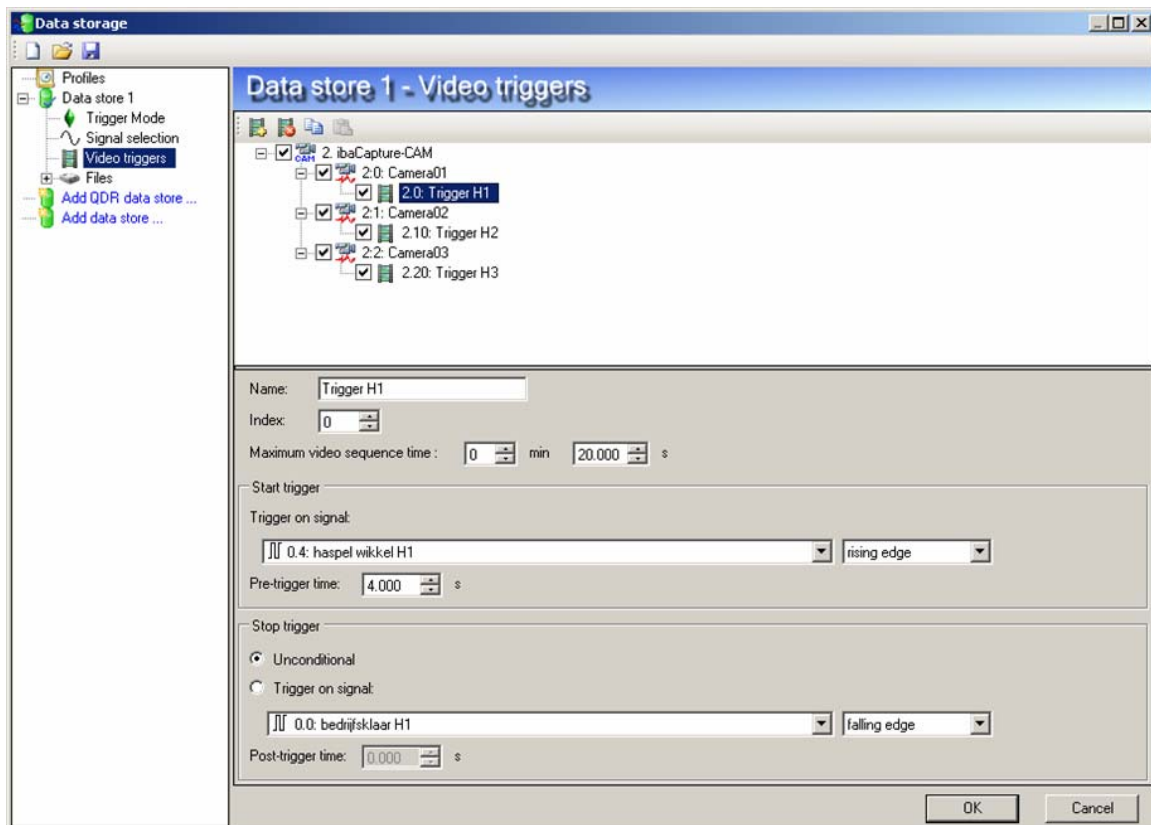 Data storage
Profiles
Data store 1
Trigger Mode
Signal selection
Video triggers
Files
Add QDR data store ...
Add data store ...
Data store 1 - Video triggers
CAM 2. ibaCapture-CAM
2:0: Camera01
2.0: Trigger H1
2:1: Camera02
2.10: Trigger H2
2:2: Camera03
2.20: Trigger H3
Name: Trigger H1
Index: 0
Maximum video sequence time : 0 min 20.000 s
Start trigger
Trigger on signal:
0.4: haspel wikkel H1 rising edge
Pre-trigger time: 4.000 s
Stop trigger
Unconditional
Trigger on signal:
0.0: bedrijfsklaar H1 falling edge
Post-trigger time: 0.000 s
OK Cancel